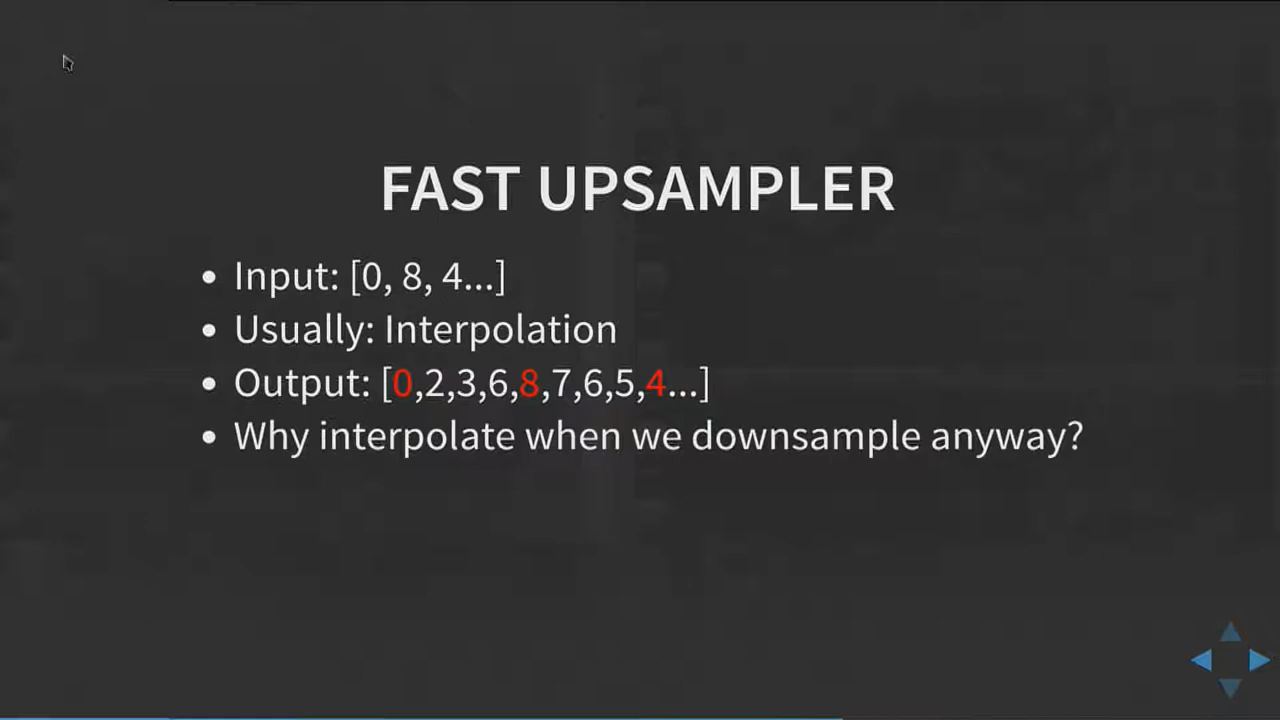 FAST UPSAMPLER
• Input: [0, 8, 4...]
• Usually: Interpolation
• Output: [0,2,3,6,8,7,6,5,4...]
• Why interpolate when we downsample anyway?